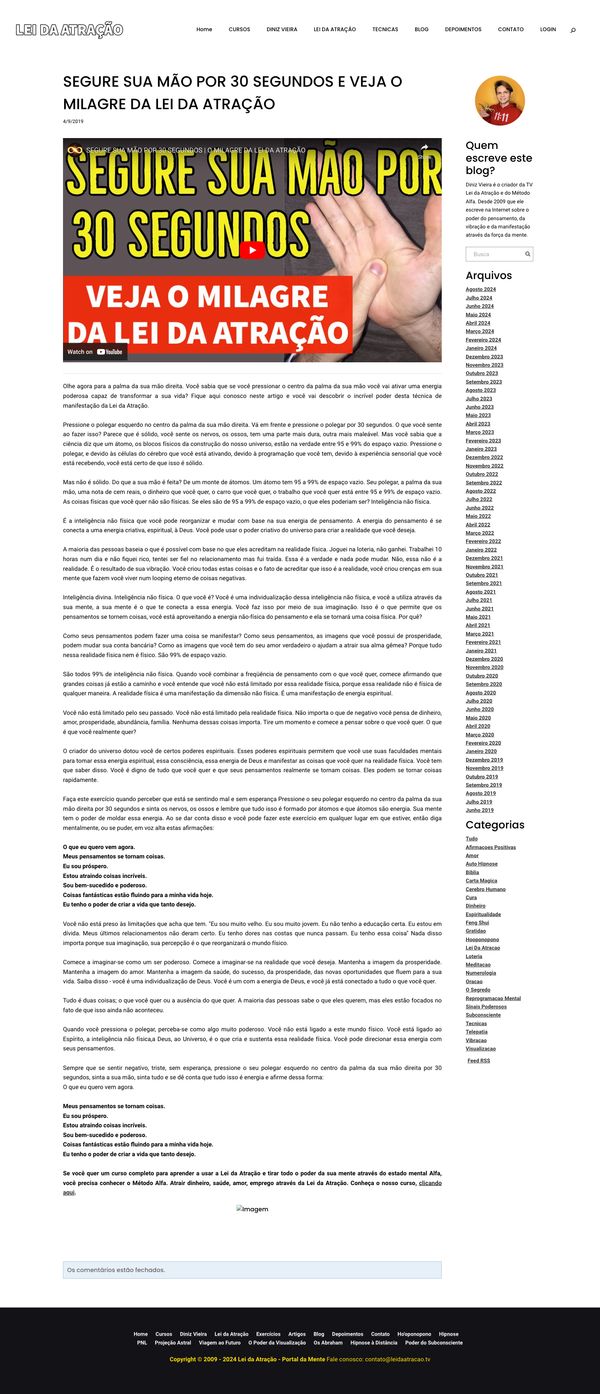 LEI DA ATRAÇÃO
Home CURSOS DINIZ VIEIRA LEI DA ATRAÇÃO TECNICAS BLOG DEPOIMENTOS CONTATO LOGIN
SEGURE SUA MÃO POR 30 SEGUNDOS E VEJA O
MILAGRE DA LEI DA ATRAÇÃO
4/9/2019
SEGURE SUA MÃO POR 30 SEGUNDOS | O MILAGRE DA LEI DA ATRAÇÃO
Share
SEGURE SUA MÃO POR
30 SEGUNDOS
VEJA O MILAGRE
DA LEI DA ATRAÇÃO
Watch on YouTube
Olhe agora para a palma da sua mão direita. Você sabia que se você pressionar o centro da palma da sua mão você vai ativar uma energia
poderosa capaz de transformar a sua vida? Fique aqui conosco neste artigo e você vai descobrir o incrível poder desta técnica de
manifestação da Lei da Atração.
Pressione o polegar esquerdo no centro da palma da sua mão direita. Vá em frente e pressione o polegar por 30 segundos. O que você sente
ao fazer isso? Parece que é sólido, você sente os nervos, os ossos, tem uma parte mais dura, outra mais maleável. Mas você sabia que a
ciência diz que um átomo, os blocos físicos da construção do nosso universo, estão na verdade entre 95 e 99% do espaço vazio. Pressione o
polegar, e devido às células do cérebro que você está ativando, devido à programação que você tem, devido à experiência sensorial que você
está recebendo, você está certo de que isso é sólido.
Mas não é sólido. Do que a sua mão é feita? De um monte de átomos. Um átomo tem 95 a 99% de espaço vazio. Seu polegar, a palma da sua
mão, uma nota de cem reais, o dinheiro que você quer, o carro que você quer, o trabalho que você quer está entre 95 e 99% de espaço vazio.
As coisas físicas que você quer não são físicas. Se eles são de 95 a 99% de espaço vazio, o que eles poderiam ser? Inteligência não física.
É a inteligência não física que você pode reorganizar e mudar com base na sua energia de pensamento. A energia do pensamento é se
conecta a uma energia criativa, espiritual, à Deus. Você pode usar o poder criativo do universo para criar a realidade que você deseja.
A maioria das pessoas baseia o que é possível com base no que eles acreditam na realidade física. Joguei na loteria, não ganhei. Trabalhei 10
horas num dia e não fiquei rico, tentei ser fiel no relacionamento mas fui traída. Essa é a verdade e nada pode mudar. Não, essa não é a
realidade. É o resultado de sua vibração. Você criou todas estas coisas e o fato de acreditar que isso é a realidade, você criou crenças em sua
mente que fazem você viver num looping eterno de coisas negativas.
Inteligência divina. Inteligência não física. O que você é? Você é uma individualização dessa inteligência não física, e você a utiliza através da
sua mente, a sua mente é o que te conecta a essa energia. Você faz isso por meio de sua imaginação. Isso é o que permite que os
pensamentos se tornem coisas, você está aproveitando a energia não-física do pensamento e ela se tornará uma coisa física. Por quê?
Como seus pensamentos podem fazer uma coisa se manifestar? Como seus pensamentos, as imagens que você possui de prosperidade,
podem mudar sua conta bancária? Como as imagens que você tem do seu amor verdadeiro o ajudam a atrair sua alma gêmea? Porque tudo
nessa realidade física nem é físico. São 99% de espaço vazio.
São todos 99% de inteligência não física. Quando você combinar a freqüência de pensamento com o que você quer, comece afirmando que
grandes coisas já estão a caminho e você entende que você não está limitado por essa realidade física, porque essa realidade não é física de
qualquer maneira. A realidade física é uma manifestação da dimensão não física. É uma manifestação de energia espiritual.
Você não está limitado pelo seu passado. Você não está limitado pela realidade física. Não importa o que de negativo você pensa de dinheiro,
amor, prosperidade, abundância, família. Nenhuma dessas coisas importa. Tire um momento e comece a pensar sobre o que você quer. O que
é que você realmente quer?
O criador do universo dotou você de certos poderes espirituais. Esses poderes espirituais permitem que você use suas faculdades mentais
para tomar essa energia espiritual, essa consciência, essa energia de Deus e manifestar as coisas que você quer na realidade física. Você tem
que saber disso. Você é digno de tudo que você quer e que seus pensamentos realmente se tornam coisas. Eles podem se tornar coisas
rapidamente.
Faça este exercício quando perceber que está se sentindo mal e sem esperança Pressione o seu polegar esquerdo no centro da palma da sua
mão direita por 30 segundos e sinta os nervos, os ossos e lembre que tudo isso é formado por átomos e que átomos são energia. Sua mente
tem o poder de moldar essa energia. Ao se dar conta disso e você pode fazer este exercício em qualquer lugar em que estiver, então diga
mentalmente, ou se puder, em voz alta estas afirmações:
O que eu quero vem agora.
Meus pensamentos se tornam coisas.
Eu sou próspero.
Estou atraindo coisas incríveis.
Sou bem-sucedido e poderoso.
Coisas fantásticas estão fluindo para a minha vida hoje.
Eu tenho o poder de criar a vida que tanto desejo.
Você não está preso às limitações que acha que tem. "Eu sou muito velho. Eu sou muito jovem. Eu não tenho a educação certa. Eu estou em
dívida. Meus últimos relacionamentos não deram certo. Eu tenho dores nas costas que nunca passam. Eu tenho essa coisa" Nada disso
importa porque sua imaginação, sua percepção é o que reorganizará o mundo físico.
Comece a imaginar-se como um ser poderoso. Comece a imaginar-se na realidade que você deseja. Mantenha a imagem da prosperidade.
Mantenha a imagem do amor. Mantenha a imagem da saúde, do sucesso, da prosperidade, das novas oportunidades que fluem para a sua
vida. Saiba disso - você é uma individualização de Deus. Você é um com a energia de Deus, e você já está conectado a tudo o que você quer.
Tudo é duas coisas; o que você quer ou a ausência do que quer. A maioria das pessoas sabe o que eles querem, mas eles estão focados no
fato de que isso ainda não aconteceu.
Quando você pressiona o polegar, perceba-se como algo muito poderoso. Você não está ligado a este mundo físico. Você está ligado ao
Espírito, a inteligência não física,a Deus, ao Universo, é o que cria e sustenta essa realidade física. Você pode direcionar essa energia com
seus pensamentos.
Sempre que se sentir negativo, triste, sem esperança, pressione o seu polegar esquerdo no centro da palma da sua mão direita por 30
segundos, sinta a sua mão, sinta tudo e se dê conta que tudo isso é energia e afirme dessa forma:
O que eu quero vem agora.
Meus pensamentos se tornam coisas.
Eu sou próspero.
Estou atraindo coisas incríveis.
Sou bem-sucedido e poderoso.
Coisas fantásticas estão fluindo para a minha vida hoje.
Eu tenho o poder de criar a vida que tanto desejo.
Se você quer um curso completo para aprender a usar a Lei da Atração e tirar todo o poder da sua mente através do estado mental Alfa,
você precisa conhecer o Método Alfa. Atrair dinheiro, saúde, amor, emprego através da Lei da Atração. Conheça o nosso curso, clicando
aqui.
Imagem
Os comentários estão fechados.
11:11
Quem
escreve este
blog?
Diniz Vieira é o criador da TV
Lei da Atração e do Método
Alfa. Desde 2009 que ele
escreve na Internet sobre o
poder do pensamento, da
vibração e da manifestação
através da força da mente.
Busca
Arquivos
Agosto 2024
Julho 2024
Junho 2024
Maio 2024
Abril 2024
Março 2024
Fevereiro 2024
Janeiro 2024
Dezembro 2023
Novembro 2023
Outubro 2023
Setembro 2023
Agosto 2023
Julho 2023
Junho 2023
Maio 2023
Abril 2023
Março 2023
Fevereiro 2023
Janeiro 2023
Dezembro 2022
Novembro 2022
Outubro 2022
Setembro 2022
Agosto 2022
Julho 2022
Junho 2022
Maio 2022
Abril 2022
Março 2022
Fevereiro 2022
Janeiro 2022
Dezembro 2021
Novembro 2021
Outubro 2021
Setembro 2021
Agosto 2021
Julho 2021
Junho 2021
Maio 2021
Abril 2021
Março 2021
Fevereiro 2021
Janeiro 2021
Dezembro 2020
Novembro 2020
Outubro 2020
Setembro 2020
Agosto 2020
Julho 2020
Junho 2020
Maio 2020
Abril 2020
Março 2020
Fevereiro 2020
Janeiro 2020
Dezembro 2019
Novembro 2019
Outubro 2019
Setembro 2019
Agosto 2019
Julho 2019
Junho 2019
Categorias
Tudo
Afirmacoes Positivas
Amor
Auto Hipnose
Biblia
Carta Magica
Cerebro Humano
Cura
Dinheiro
Espiritualidade
Feng Shui
Gratidao
Hooponopono
Lei Da Atracao
Loteria
Meditacao
Numerologia
Oracao
O Segredo
Reprogramacao Mental
Sinais Poderosos
Subconsciente
Tecnicas
Telepatia
Vibracao
Visualizacao
Feed RSS
Home Cursos Diniz Vieira Lei da Atração Exercícios Artigos Blog Depoimentos Contato Ho'oponopono Hipnose
PNL Projeção Astral Viagem ao Futuro O Poder da Visualização Os Abraham Hipnose à Distância Poder do Subconsciente
Copyright © 2009 - 2024 Lei da Atração - Portal da Mente Fale conosco: contato@leidaatracao.tv